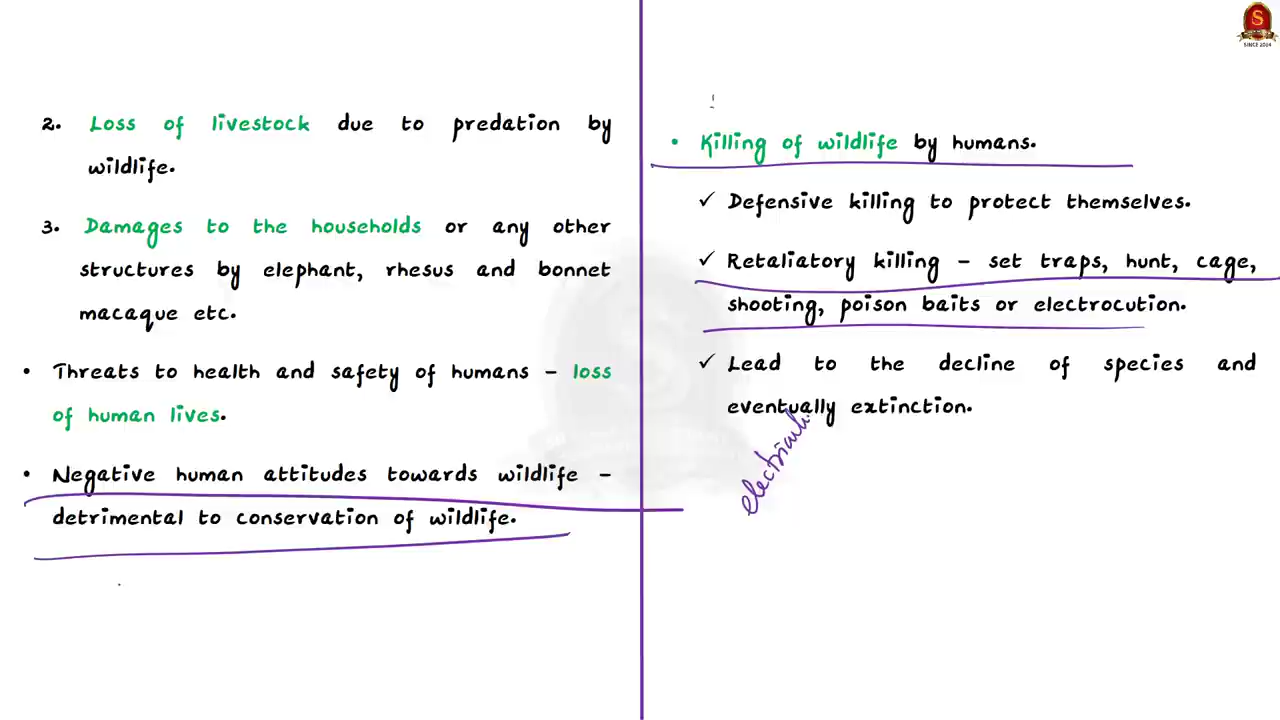 2. Loss of livestock due to predation by
wildlife.
3. Damages to the households or any other
structures by elephant, rhesus and bonnet
macaque etc.
• Threats to health and safety of humans – loss
of human lives.
• Negative human attitudes towards wildlife –
detrimental to conservation of wildlife.
• Killing of wildlife by humans.
✓ Defensive killing to protect themselves.
✓ Retaliatory killing – set traps, hunt, cage,
shooting, poison baits or electrocution.
✓ Lead to the decline of species and
eventually extinction.
S
SINCE 2014